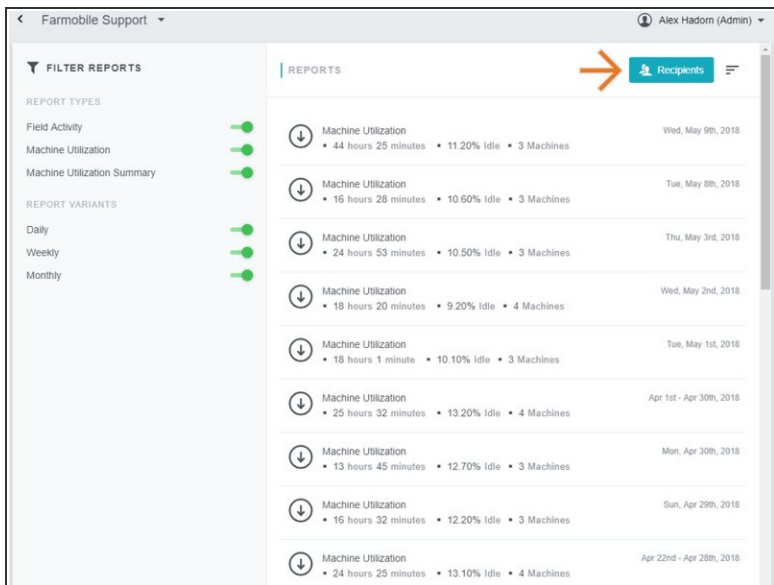 Farmobile Support
Alex Hadorn (Admin)
FILTER REPORTS
REPORT TYPES
Field Activity
Machine Utilization
Machine Utilization Summary
REPORT VARIANTS
Daily
Weekly
Monthly
REPORTS
Recipients
Machine Utilization
Wed, May 9th, 2018
▪ 44 hours 25 minutes ▪ 11.20% Idle ▪ 3 Machines
Machine Utilization
Tue, May 8th, 2018
▪ 16 hours 28 minutes ▪ 10.60% Idle ▪ 3 Machines
Machine Utilization
Thu, May 3rd, 2018
▪ 24 hours 53 minutes ▪ 10.50% Idle ▪ 3 Machines
Machine Utilization
Wed, May 2nd, 2018
▪ 18 hours 20 minutes ▪ 9.20% Idle ▪ 4 Machines
Machine Utilization
Tue, May 1st, 2018
▪ 18 hours 1 minute ▪ 10.10% Idle ▪ 3 Machines
Machine Utilization
Apr 1st - Apr 30th, 2018
▪ 25 hours 32 minutes ▪ 13.20% Idle ▪ 4 Machines
Machine Utilization
Mon, Apr 30th, 2018
▪ 13 hours 45 minutes ▪ 12.70% Idle ▪ 3 Machines
Machine Utilization
Sun, Apr 29th, 2018
▪ 16 hours 32 minutes ▪ 12.20% Idle ▪ 3 Machines
Machine Utilization
Apr 22nd - Apr 28th, 2018
▪ 24 hours 25 minutes ▪ 13.10% Idle ▪ 4 Machines